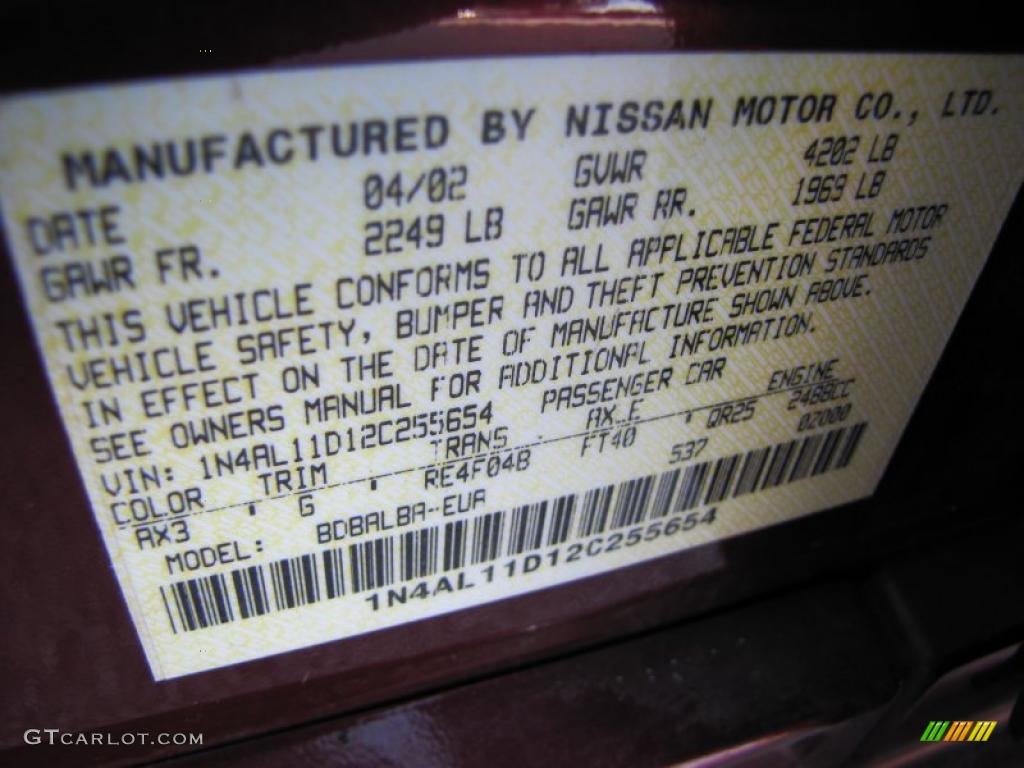 MANUFACTURED BY NISSAN MOTOR CO., LTD.
DATE 04/02 GVWR 4202 LB
GAWR FR. 2249 LB GAWR RR. 1969 LB
THIS VEHICLE CONFORMS TO ALL APPLICABLE FEDERAL MOTOR
VEHICLE SAFETY, BUMPER AND THEFT PREVENTION STANDARDS
IN EFFECT ON THE DATE OF MANUFACTURE SHOWN ABOVE.
SEE OWNERS MANUAL FOR ADDITIONAL INFORMATION.
VIN: 1N4AL11D12C255654 PASSENGER CAR
COLOR TRIM TRANS AXLE ENGINE
AX3 G RE4F04B FT40 537 QR25 2488CC
MODEL: BDBALBA-EUA 02000
1N4AL11D12C255654
GTCARLOT.COM